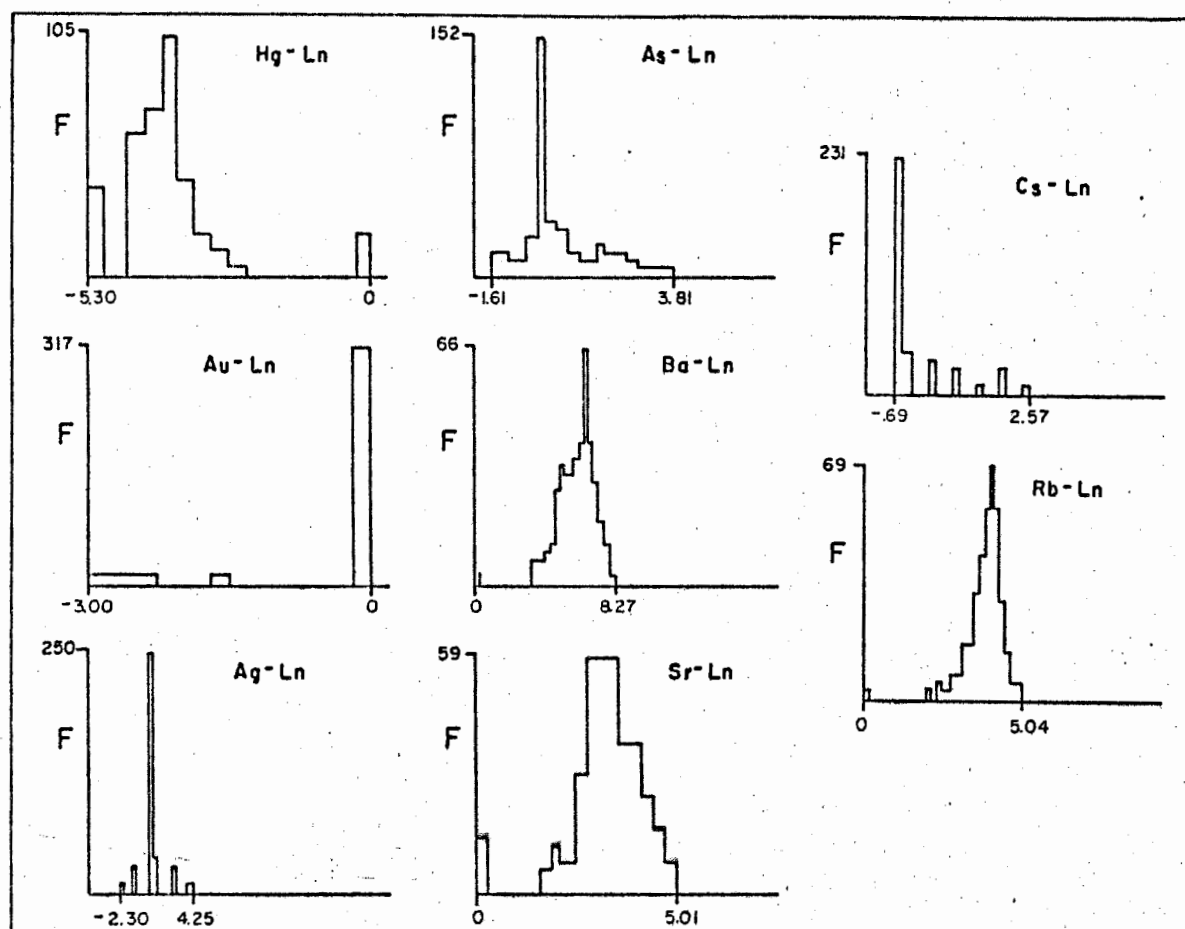 105
Hg-Ln
F
-5.30
0
152
As-Ln
F
-1.61
3.81
231
Cs-Ln
F
-.69
2.57
317
Au-Ln
F
-3.00
0
66
Ba-Ln
F
0
8.27
69
Rb-Ln
F
0
5.04
250
Ag-Ln
F
-2.30
4.25
59
Sr-Ln
F
0
5.01